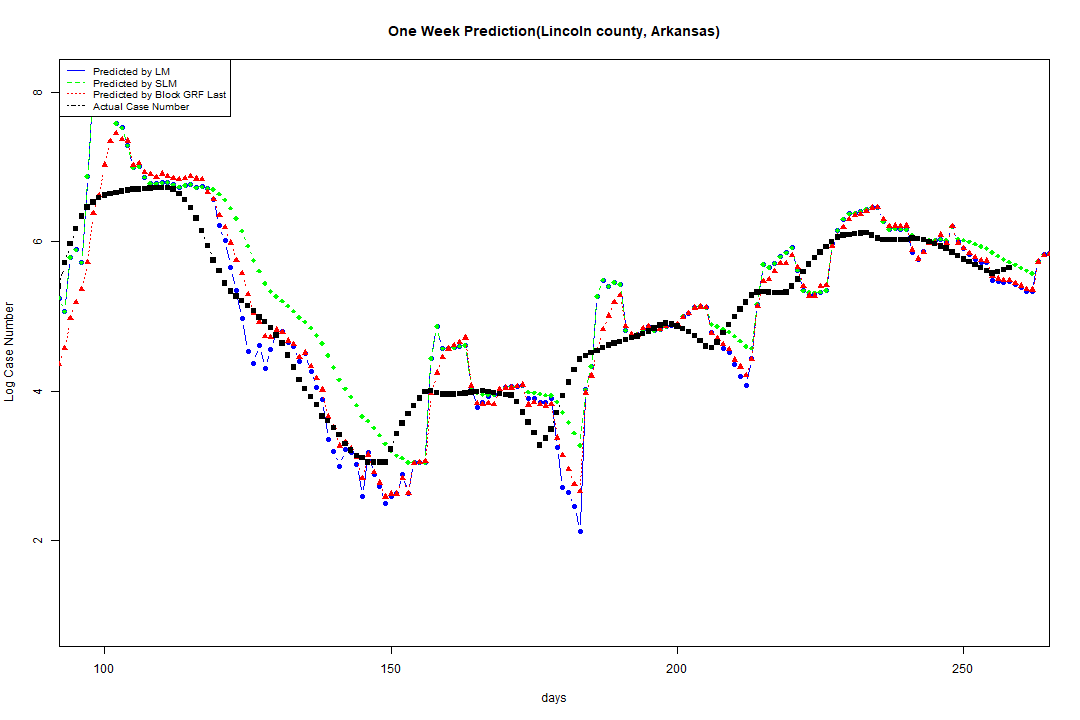 One Week Prediction(Lincoln county, Arkansas)
Predicted by LM
Predicted by SLM
Predicted by Block GRF Last
Actual Case Number
Log Case Number
8
6
4
2
100 150 200 250
days